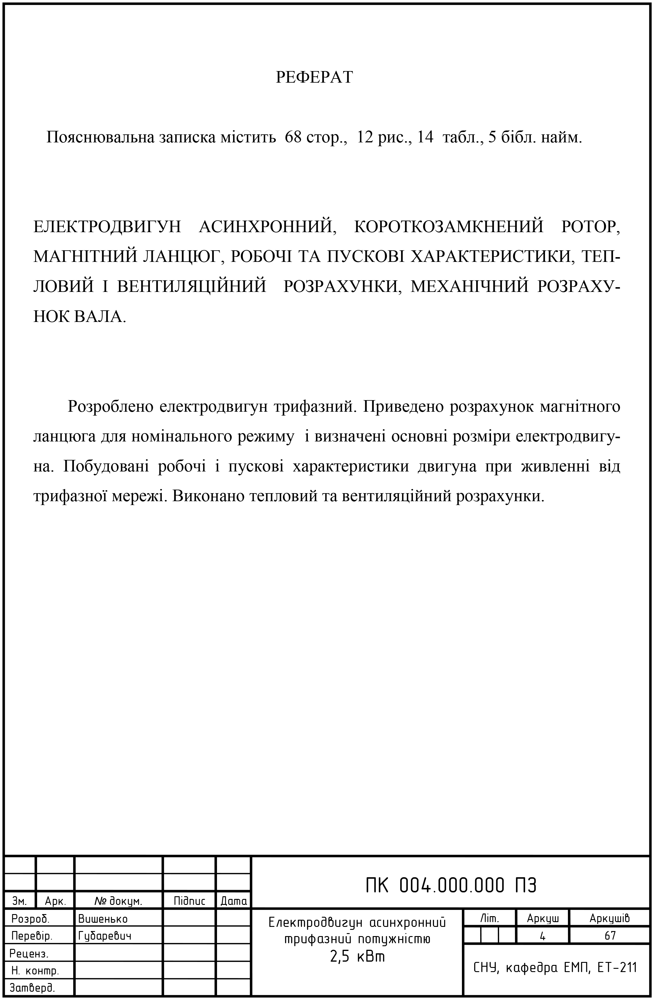 РЕФЕРАТ
Пояснювальна записка містить 68 стор., 12 рис., 14 табл., 5 бібл. найм.
ЕЛЕКТРОДВИГУН АСИНХРОННИЙ, КОРОТКОЗАМКНЕНИЙ РОТОР,
МАГНІТНИЙ ЛАНЦЮГ, РОБОЧІ ТА ПУСКОВІ ХАРАКТЕРИСТИКИ, ТЕП-
ЛОВИЙ І ВЕНТИЛЯЦІЙНИЙ РОЗРАХУНКИ, МЕХАНІЧНИЙ РОЗРАХУ-
НОК ВАЛА.
Розроблено електродвигун трифазний. Приведено розрахунок магнітного
ланцюга для номінального режиму і визначені основні розміри електродвигу-
на. Побудовані робочі і пускові характеристики двигуна при живленні від
трифазної мережі. Виконано тепловий та вентиляційний розрахунки.
ПК 004.000.000 ПЗ
Зм. Арк. № докум. Підпис Дата
Розроб. Вишенько
Перевір. Губаревич
Реценз.
Н. контр.
Затверд.
Електродвигун асинхронний
трифазний потужністю
2,5 кВт
Літ. Аркуш Аркушів
4 67
СНУ, кафедра ЕМП, ЕТ-211